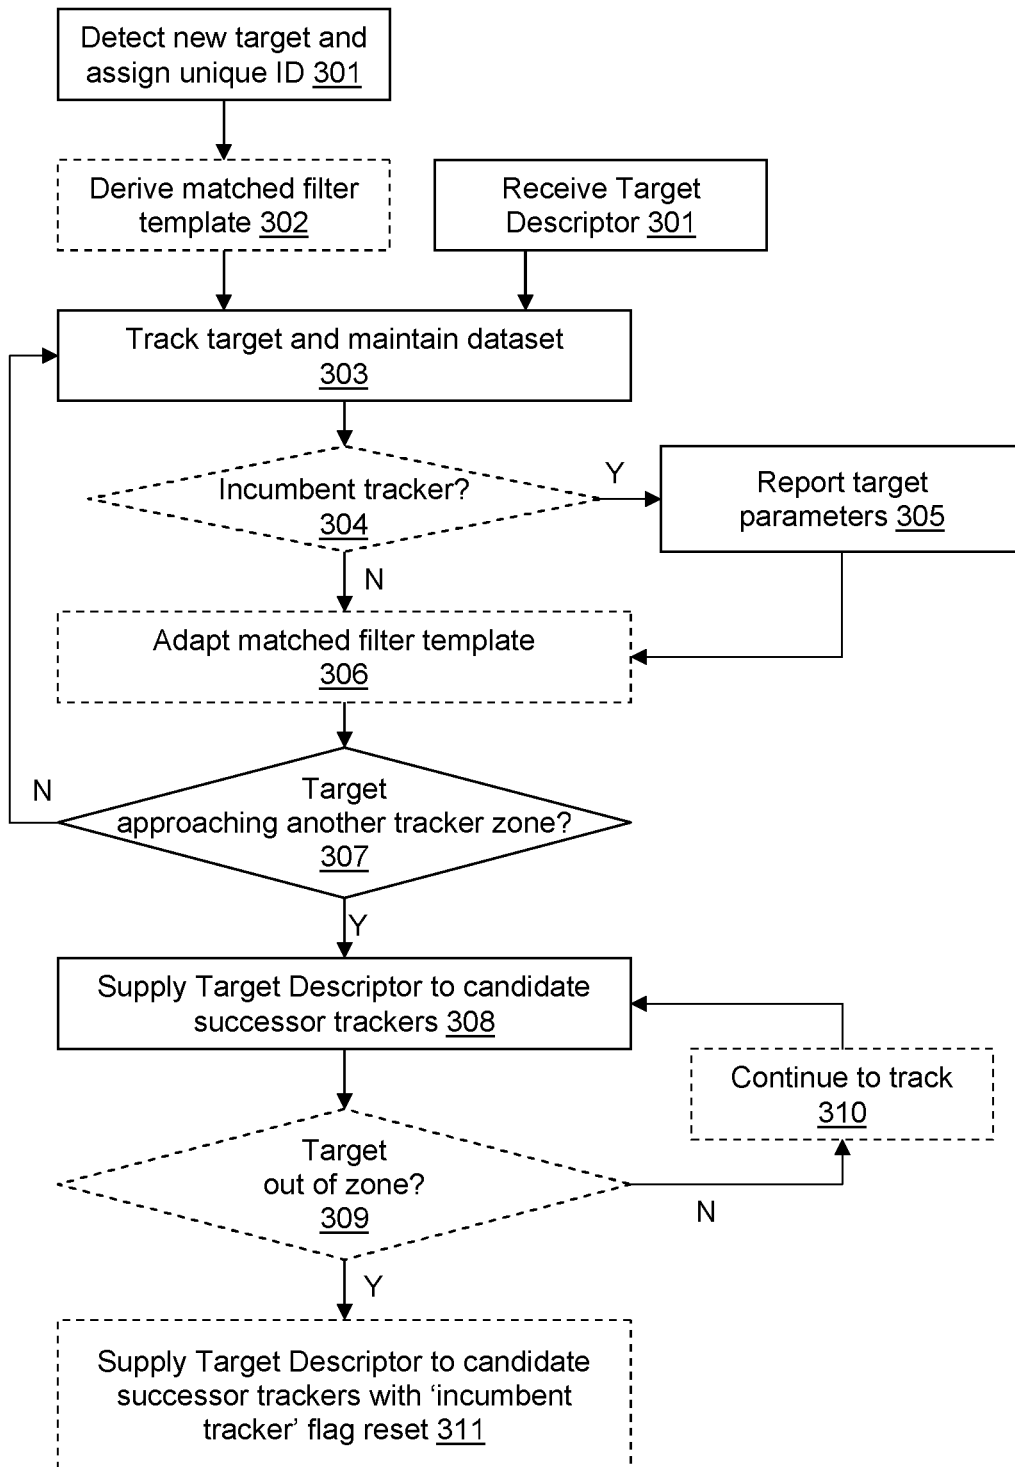 Detect new target and
assign unique ID 301
Derive matched filter
template 302
Receive Target
Descriptor 301
Track target and maintain dataset
303
Incumbent tracker?
304
Y
Report target
parameters 305
N
Adapt matched filter template
306
Target
approaching another tracker zone?
307
N
Y
Supply Target Descriptor to candidate
successor trackers 308
Continue to track
310
Target
out of zone?
309
N
Y
Supply Target Descriptor to candidate
successor trackers with ‘incumbent
tracker’ flag reset 311